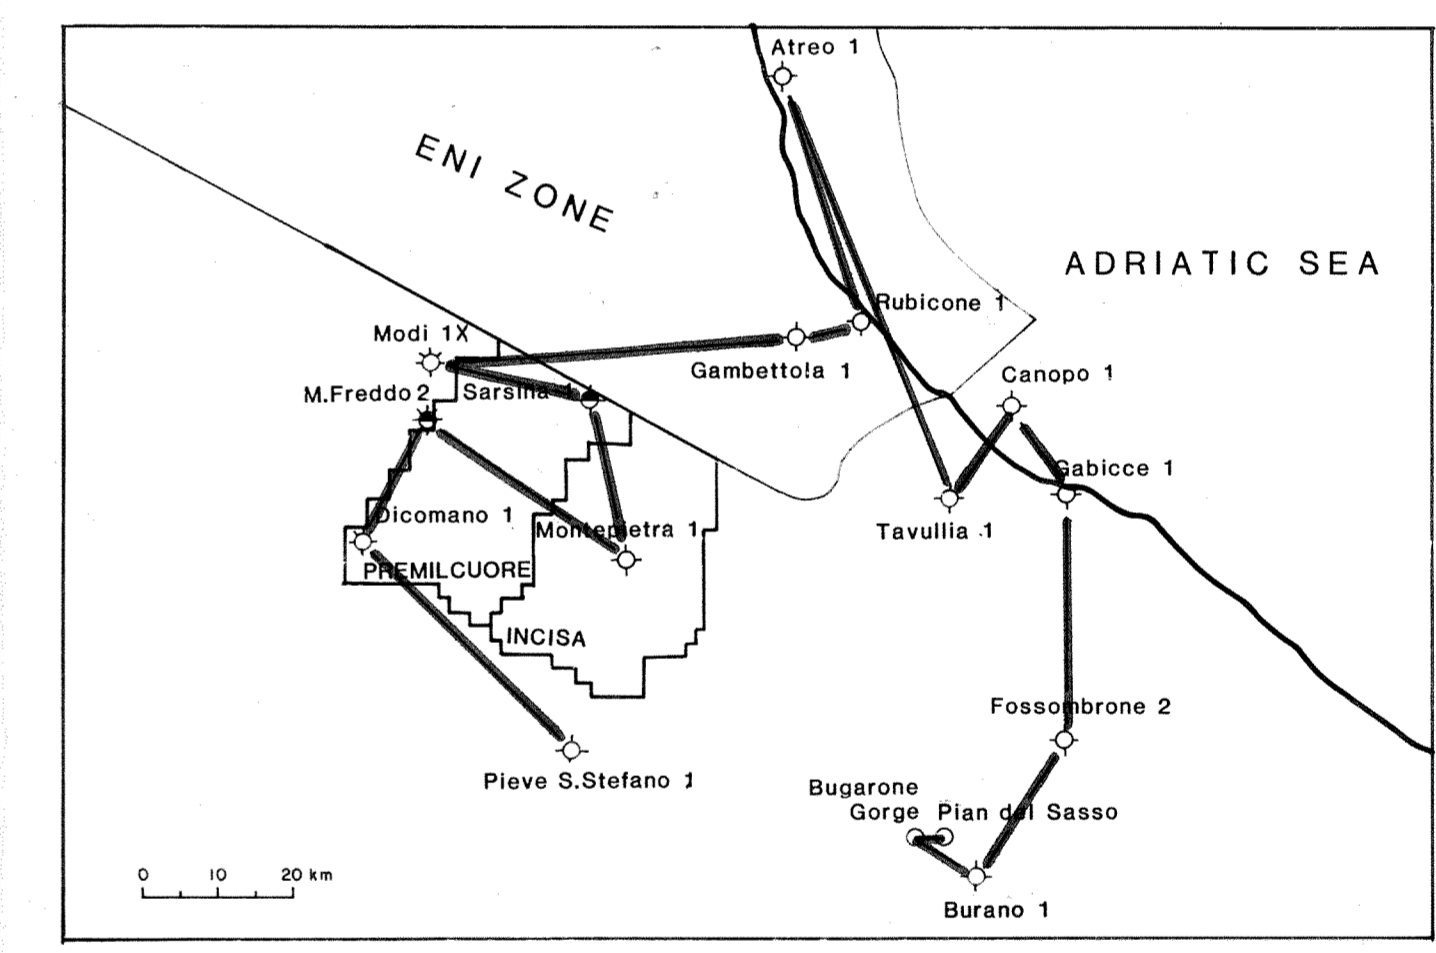 Atreo 1
ENI ZONE
ADRIATIC SEA
Rubicone 1
Modi 1X
Gambettola 1
Canopo 1
M.Freddo 2
Sarsina 1
Gabicce 1
Dicomano 1
Montepietra 1
Tavullia 1
PREMILCUORE
INCISA
Fossombrone 2
Pieve S.Stefano 1
Bugarone
Gorge
Pian del Sasso
0 10 20 km
Burano 1